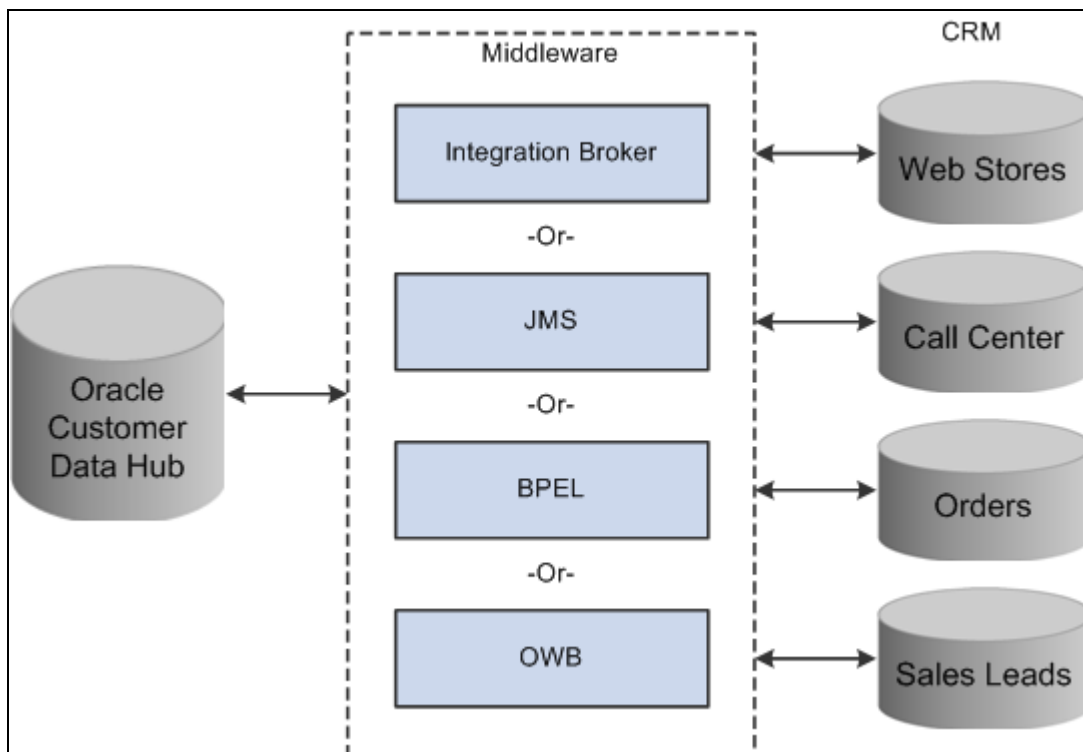 CRM
Middleware
Integration Broker
Web Stores
-Or-
JMS
Call Center
Oracle
Customer
Data Hub
-Or-
BPEL
Orders
-Or-
OWB
Sales Leads